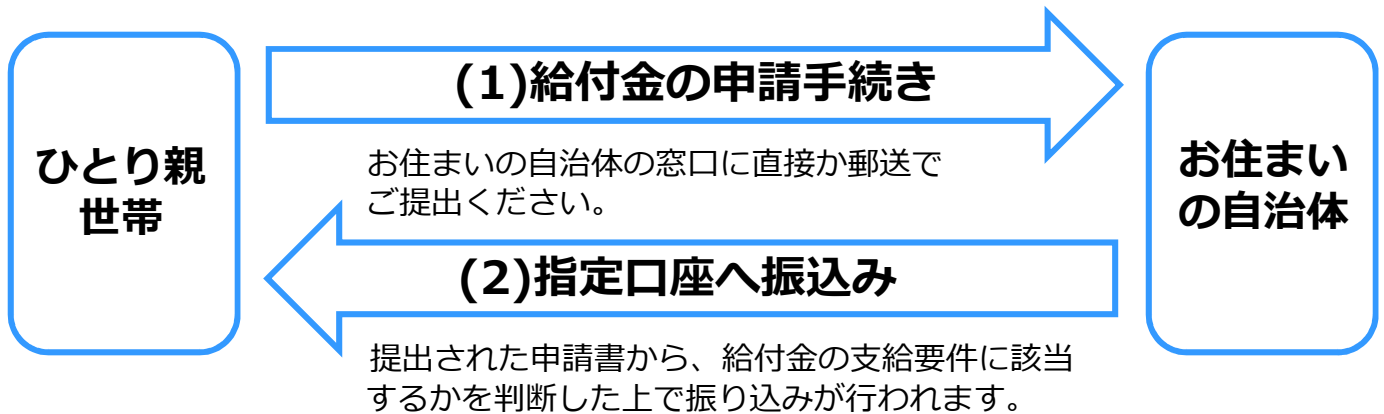 ひとり親
世帯
(1)給付金の申請手続き
お住まいの自治体の窓口に直接か郵送で
ご提出ください。
(2)指定口座へ振込み
提出された申請書から、給付金の支給要件に該当
するかを判断した上で振り込みが行われます。
お住まい
の自治体